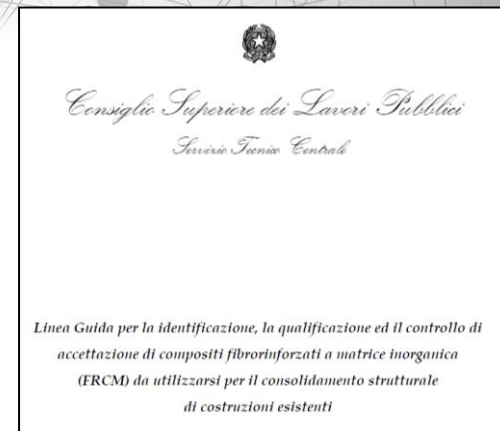 Consiglio Superiore dei Lavori Pubblici
Servizio Tecnico Centrale
Linea Guida per la identificazione, la qualificazione ed il controllo di
accettazione di compositi fibrorinforzati a matrice inorganica
(FRCM) da utilizzarsi per il consolidamento strutturale
di costruzioni esistenti